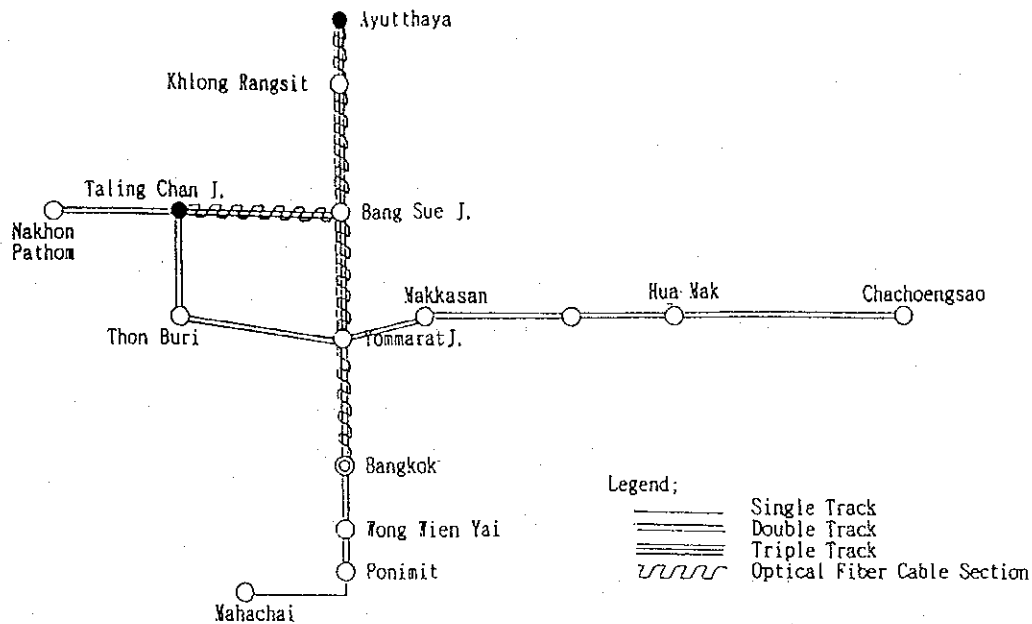 Ayutthaya
Khlong Rangsit
Taling Chan J.
Bang Sue J.
Nakhon
Pathom
Makkasan
Hua Mak
Chachoengsao
Thon Buri
Yommarat J.
Bangkok
Wong Wien Yai
Ponimit
Mahachai
Legend;
Single Track
Double Track
Triple Track
Optical Fiber Cable Section